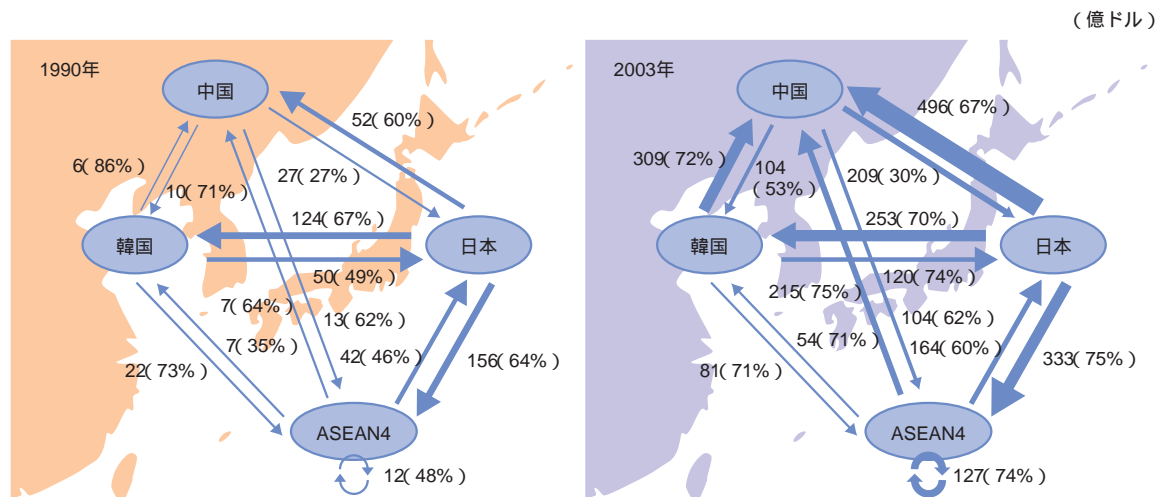 （億ドル）
1990年
中国
52（60%）
6（86%）
10（71%）
27（27%）
124（67%）
韓国
日本
50（49%）
7（64%）
13（62%）
7（35%）
42（46%）
22（73%）
156（64%）
ASEAN4
12（48%）
2003年
中国
496（67%）
309（72%）
104
（53%）
209（30%）
253（70%）
韓国
日本
120（74%）
215（75%）
104（62%）
54（71%）
164（60%）
81（71%）
333（75%）
ASEAN4
127（74%）